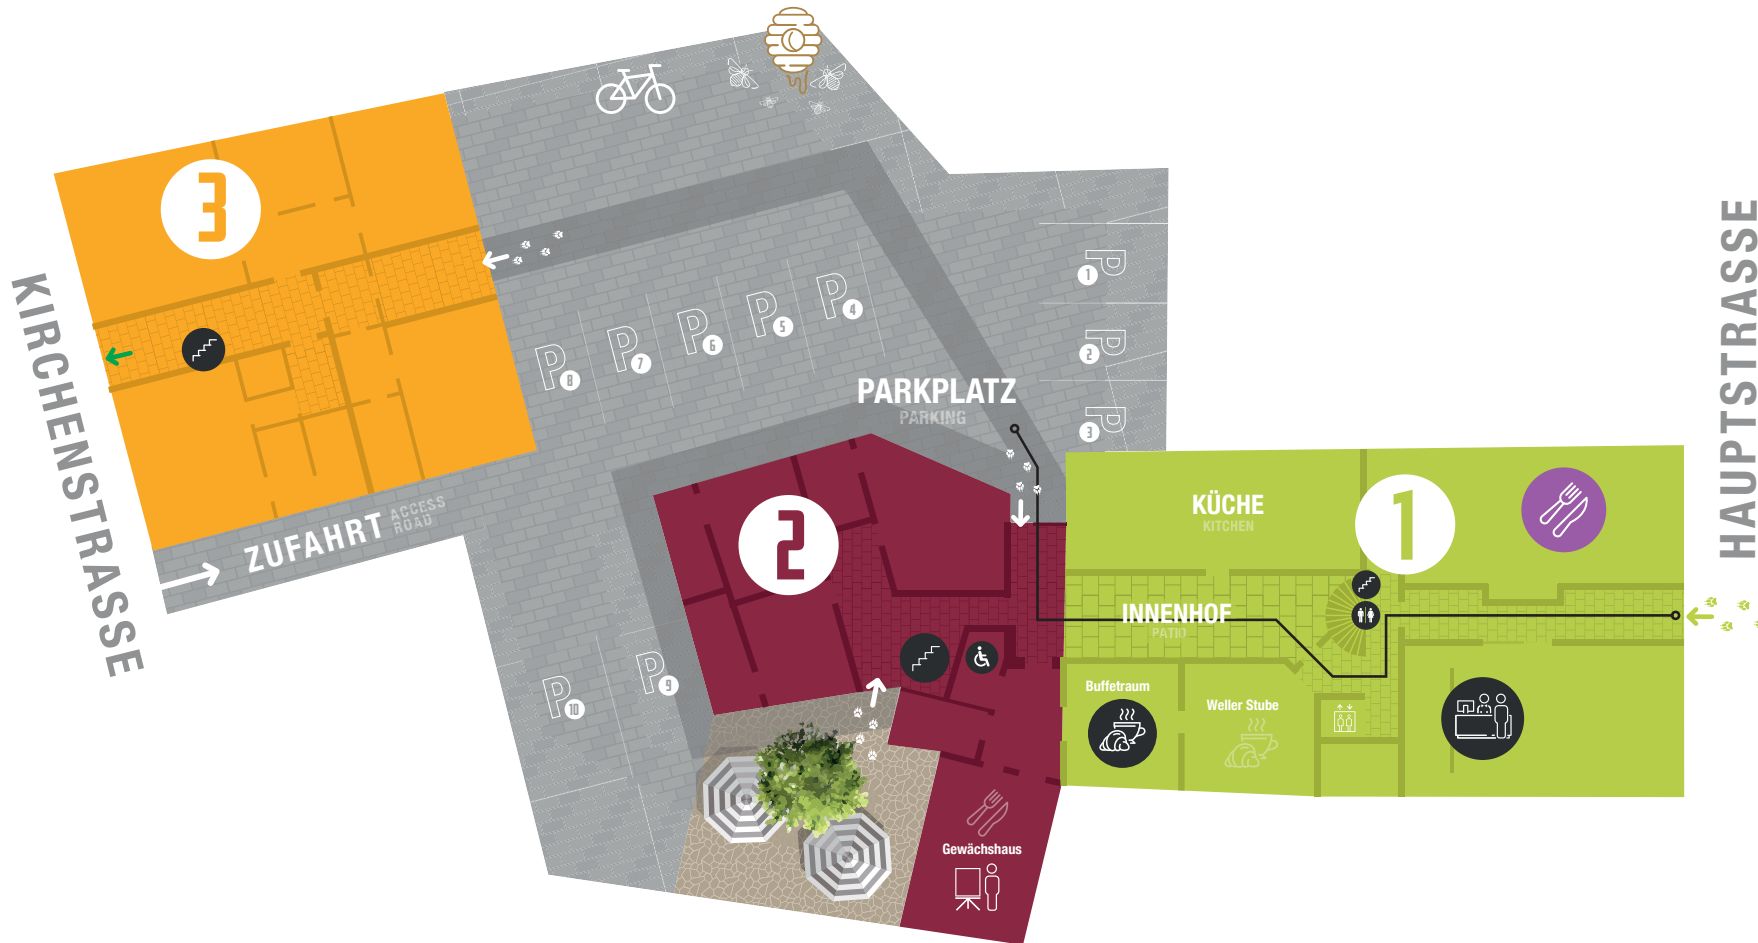 3
KIRCHENSTRASSE
ZUFAHRT
ACCESS
ROAD
P 8
P 7
P 6
P 5
P 4
P 1
P 2
P 3
PARKPLATZ
PARKING
2
P 9
P 10
Gewächshaus
KÜCHE
KITCHEN
1
INNENHOF
PATIO
Buffetraum
Weller Stube
HAUPTSTRASSE